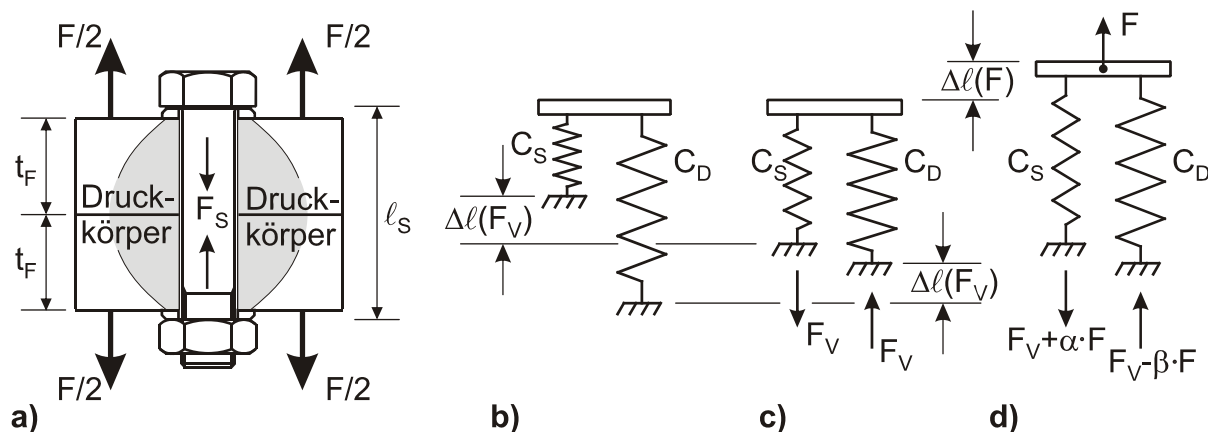 F/2
F/2
t_F
t_F
Druck-
körper
F_S
Druck-
körper
ℓ_S
F/2
F/2
a)
C_S
C_D
Δℓ(F_V)
b)
C_S
C_D
Δℓ(F_V)
F_V
F_V
c)
F
Δℓ(F)
C_S
C_D
F_V+α·F
F_V-β·F
d)